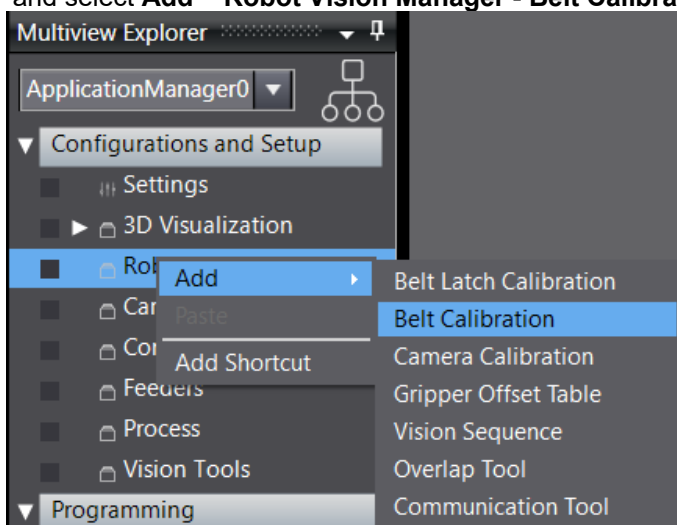 and select Add – Robot Vision Manager - Belt Calibra
Multiview Explorer
ApplicationManager0
Configurations and Setup
Settings
3D Visualization
Add
Belt Latch Calibration
Paste
Belt Calibration
Add Shortcut
Camera Calibration
Feeders
Gripper Offset Table
Process
Vision Sequence
Vision Tools
Overlap Tool
Programming
Communication Tool